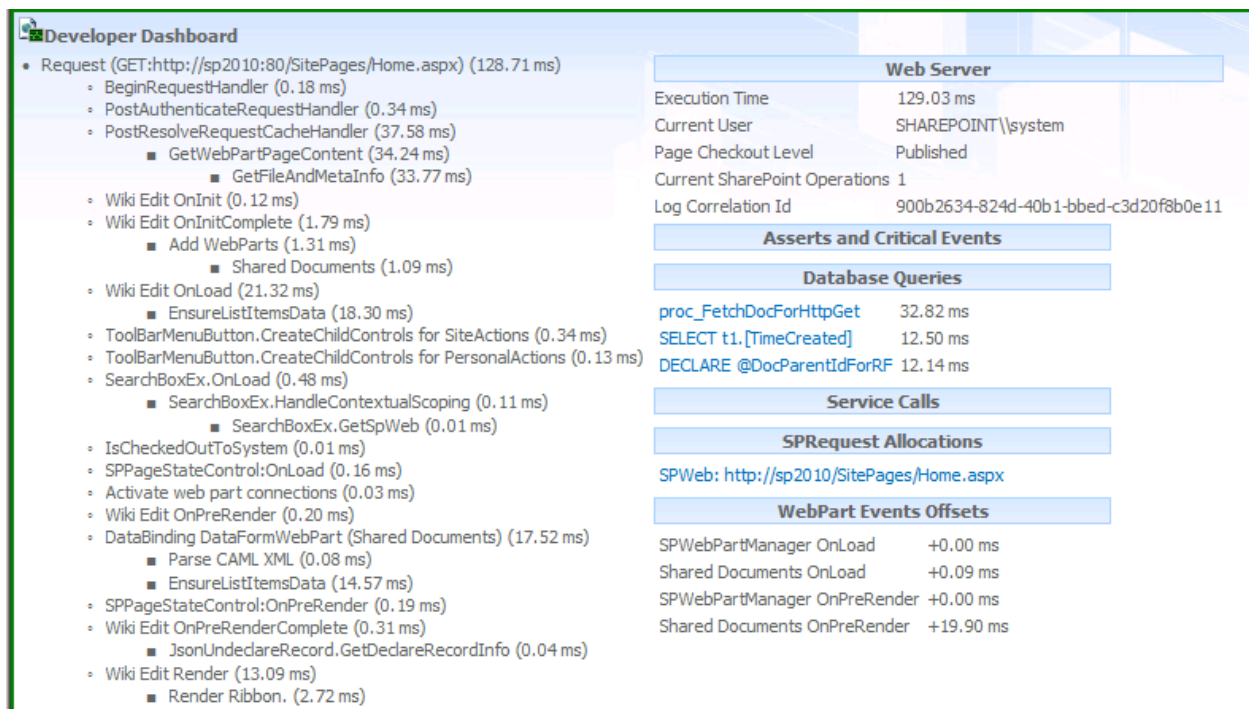 Developer Dashboard
Request (GET:http://sp2010:80/SitePages/Home.aspx) (128.71 ms)
BeginRequestHandler (0.18 ms)
PostAuthenticateRequestHandler (0.34 ms)
PostResolveRequestCacheHandler (37.58 ms)
GetWebPartPageContent (34.24 ms)
GetFileAndMetaInfo (33.77 ms)
Wiki Edit OnInit (0.12 ms)
Wiki Edit OnInitComplete (1.79 ms)
Add WebParts (1.31 ms)
Shared Documents (1.09 ms)
Wiki Edit OnLoad (21.32 ms)
EnsureListItemsData (18.30 ms)
ToolBarMenuButton.CreateChildControls for SiteActions (0.34 ms)
ToolBarMenuButton.CreateChildControls for PersonalActions (0.13 ms)
SearchBoxEx.OnLoad (0.48 ms)
SearchBoxEx.HandleContextualScoping (0.11 ms)
SearchBoxEx.GetSpWeb (0.01 ms)
IsCheckedOutToSystem (0.01 ms)
SPPageStateControl:OnLoad (0.16 ms)
Activate web part connections (0.03 ms)
Wiki Edit OnPreRender (0.20 ms)
DataBinding DataFormWebPart (Shared Documents) (17.52 ms)
Parse CAML XML (0.08 ms)
EnsureListItemsData (14.57 ms)
SPPageStateControl:OnPreRender (0.19 ms)
Wiki Edit OnPreRenderComplete (0.31 ms)
JsonUndeclareRecord.GetDeclareRecordInfo (0.04 ms)
Wiki Edit Render (13.09 ms)
Render Ribbon. (2.72 ms)
Web Server
Execution Time 129.03 ms
Current User SHAREPOINT\\system
Page Checkout Level Published
Current SharePoint Operations 1
Log Correlation Id 900b2634-824d-40b1-bbed-c3d20f8b0e11
Asserts and Critical Events
Database Queries
proc_FetchDocForHttpGet 32.82 ms
SELECT t1.[TimeCreated] 12.50 ms
DECLARE @DocParentIdForRF 12.14 ms
Service Calls
SPRequest Allocations
SPWeb: http://sp2010/SitePages/Home.aspx
WebPart Events Offsets
SPWebPartManager OnLoad +0.00 ms
Shared Documents OnLoad +0.09 ms
SPWebPartManager OnPreRender +0.00 ms
Shared Documents OnPreRender +19.90 ms